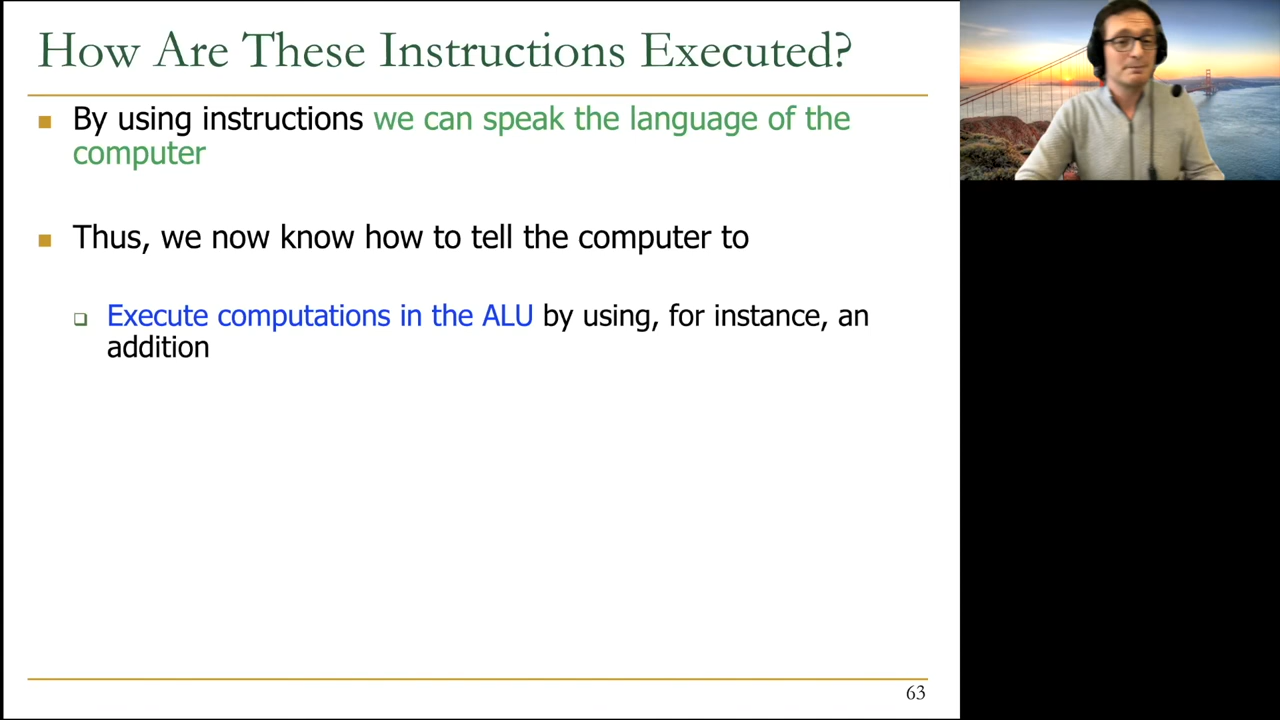 How Are These Instructions Executed?
By using instructions we can speak the language of the
computer
Thus, we now know how to tell the computer to
Execute computations in the ALU by using, for instance, an
addition
63